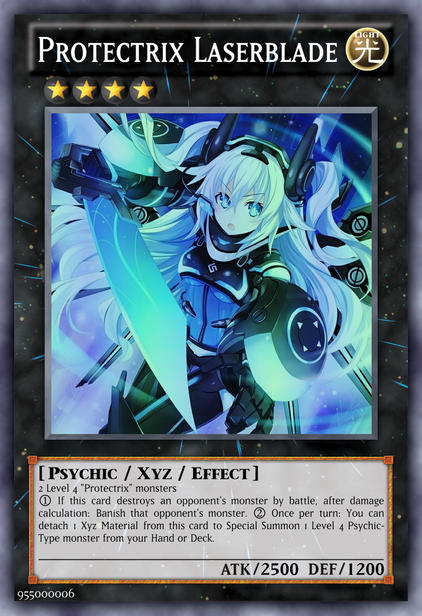 PROTECTRIX LASERBLADE
LIGHT
光
[ PSYCHIC / XYZ / EFFECT ]
2 Level 4 "Protectrix" monsters
① If this card destroys an opponent's monster by battle, after damage
calculation: Banish that opponent's monster. ② Once per turn: You can
detach 1 Xyz Material from this card to Special Summon 1 Level 4 Psychic-
Type monster from your Hand or Deck.
ATK/2500 DEF/1200
955000006